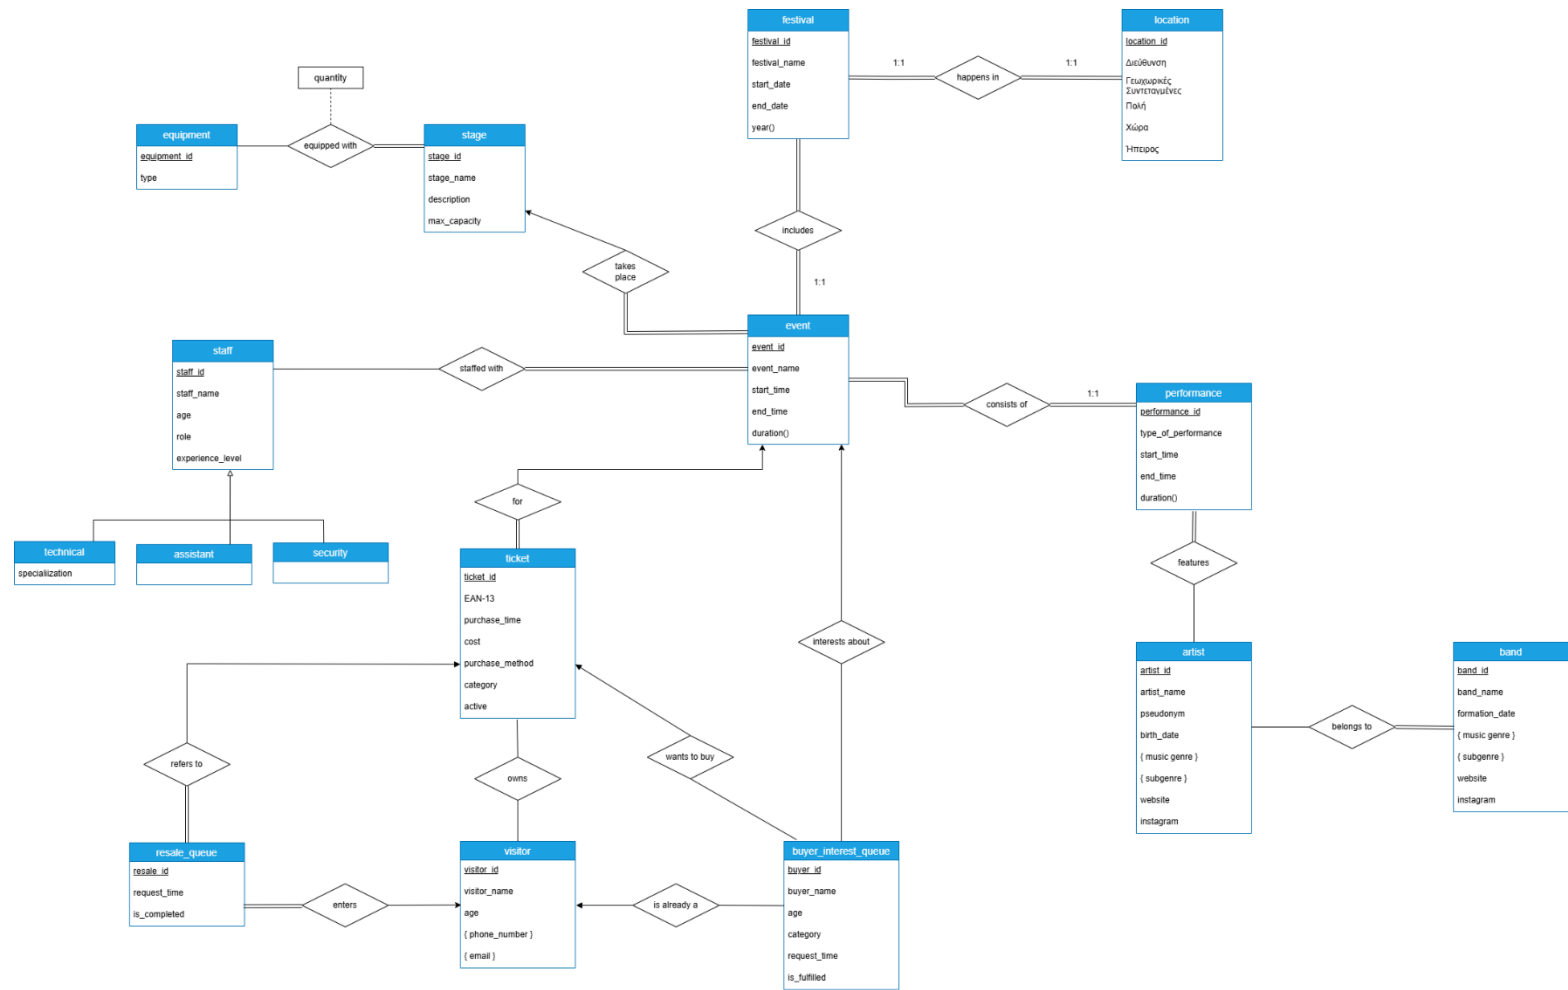 festival
festival_id
festival_name
start_date
end_date
year()
1:1
happens in
1:1
location
location_id
Διεύθυνση
Γεωχωρικές
Συντεταγμένες
Πολή
Χώρα
Ήπειρος
quantity
equipment
equipment_id
type
equipped with
stage
stage_id
stage_name
description
max_capacity
includes
takes
place
1:1
event
event_id
event_name
start_time
end_time
duration()
staff
staff_id
staff_name
age
role
experience_level
staffed with
consists of
1:1
performance
performance_id
type_of_performance
start_time
end_time
duration()
technical
specialiization
assistant
security
for
ticket
ticket_id
EAN-13
purchase_time
cost
purchase_method
category
active
features
interests about
artist
artist_id
artist_name
pseudonym
birth_date
{ music genre }
{ subgenre }
website
instagram
belongs to
band
band_id
band_name
formation_date
{ music genre }
{ subgenre }
website
instagram
refers to
owns
wants to buy
resale_queue
resale_id
request_time
is_completed
enters
visitor
visitor_id
visitor_name
age
{ phone_number }
{ email }
is already a
buyer_interest_queue
buyer_id
buyer_name
age
category
request_time
is_fulfilled